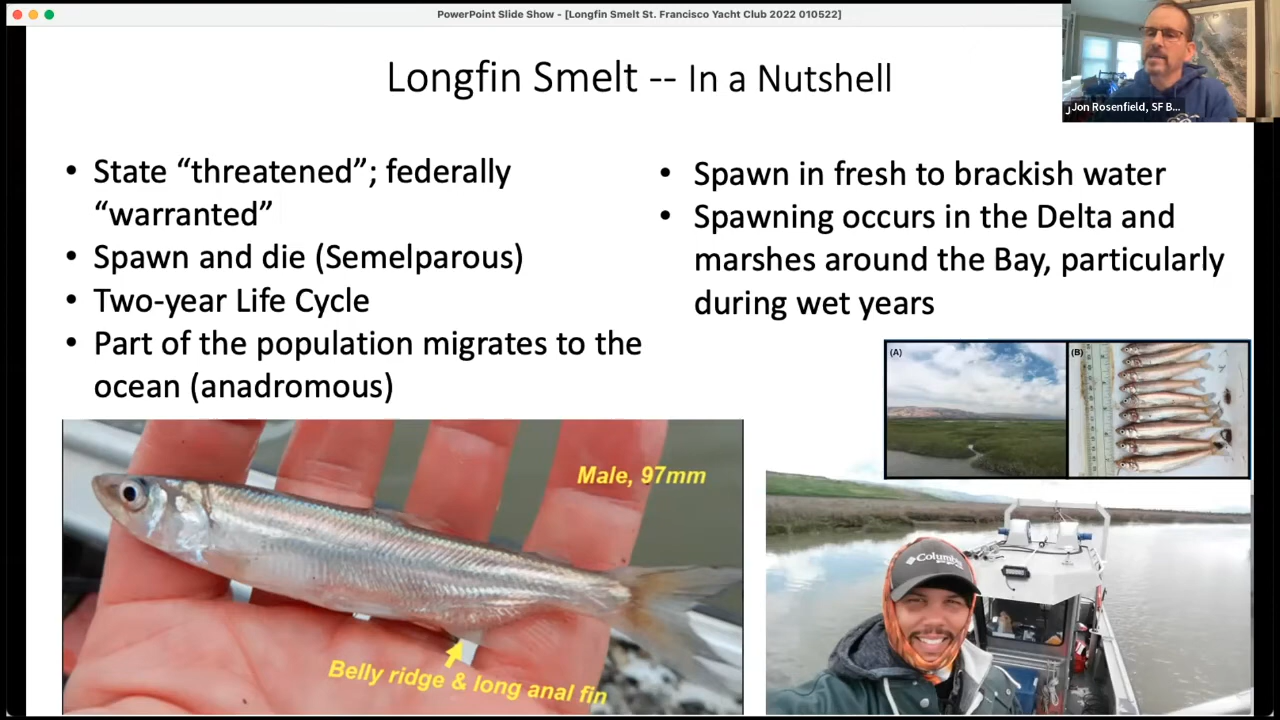 PowerPoint Slide Show - [Longfin Smelt St. Francisco Yacht Club 2022 010522]
Longfin Smelt -- In a Nutshell
Jon Rosenfield, SF B...
• State “threatened”; federally
“warranted”
• Spawn and die (Semelparous)
• Two-year Life Cycle
• Part of the population migrates to the
ocean (anadromous)
• Spawn in fresh to brackish water
• Spawning occurs in the Delta and
marshes around the Bay, particularly
during wet years
(A)
(B)
Male, 97mm
Belly ridge & long anal fin
Columbia